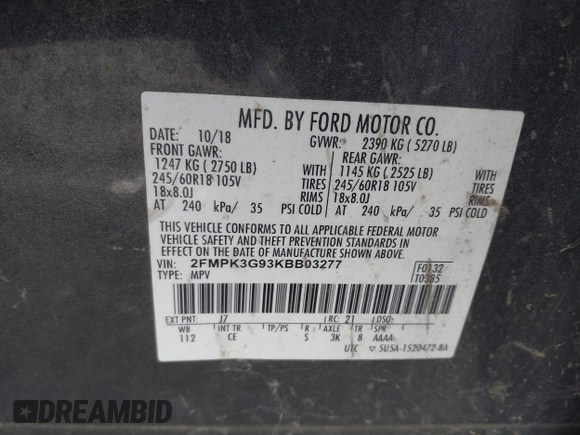 MFD. BY FORD MOTOR CO.
DATE: 10/18 GVWR: 2390 KG ( 5270 LB)
FRONT GAWR: REAR GAWR:
1247 KG ( 2750 LB) WITH 1145 KG ( 2525 LB) WITH
245/60R18 105V TIRES 245/60R18 105V TIRES
18x8.0J RIMS 18x8.0J RIMS
AT 240 kPa/ 35 PSI COLD AT 240 kPa/ 35 PSI COLD
THIS VEHICLE CONFORMS TO ALL APPLICABLE FEDERAL MOTOR
VEHICLE SAFETY AND THEFT PREVENTION STANDARDS IN
EFFECT ON THE DATE OF MANUFACTURE SHOWN ABOVE.
VIN: 2FMPK3G93KBB03277 F0132
TYPE: MPV T0385
EXT PNT: J7 RC: 21 DSO:
WB INT TR TP/PS R AXLE TR SPR
112 CE S 3K 8 AAAA
UTC ▽ 5U5A-1520472-8A
DREAMBID